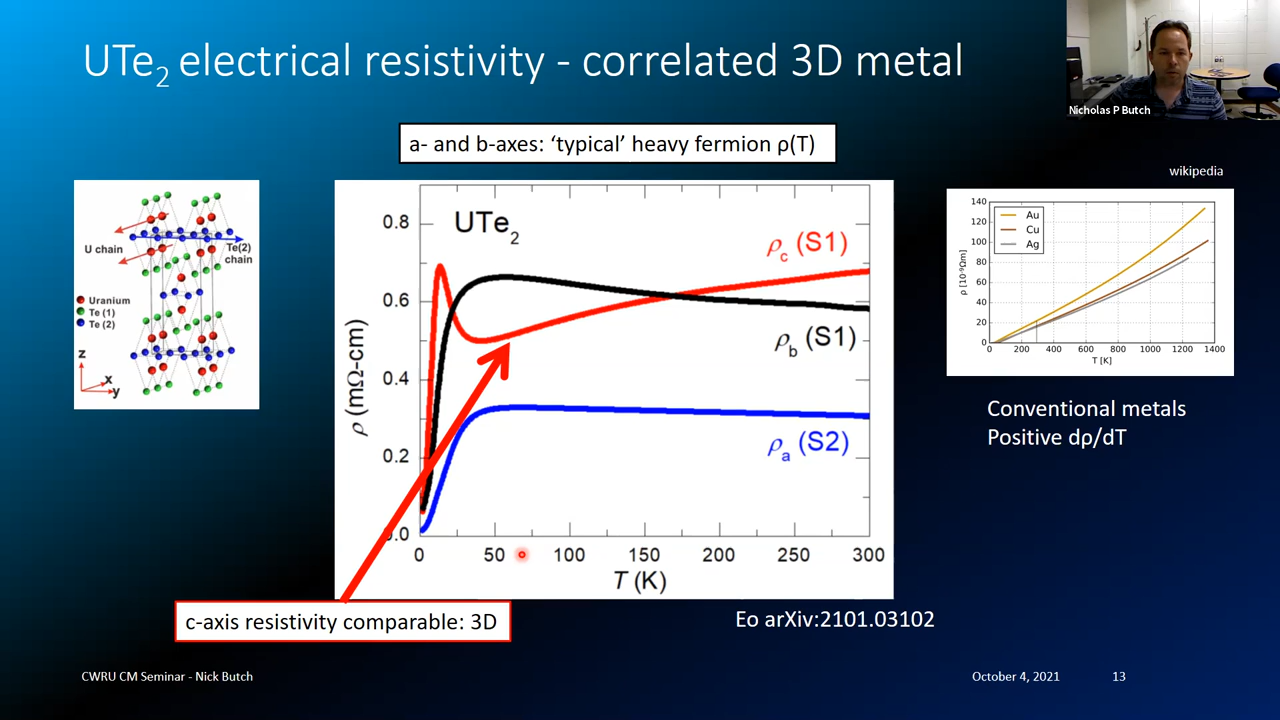 UTe₂ electrical resistivity - correlated 3D metal
Nicholas P Butch
a- and b-axes: ‘typical’ heavy fermion ρ(T)
wikipedia
U chain
Te(2)
chain
Uranium
Te (1)
Te (2)
z
x
y
UTe₂
ρc (S1)
ρb (S1)
ρa (S2)
ρ (mΩ-cm)
0.8
0.6
0.4
0.2
0.0
0 50 100 150 200 250 300
T (K)
Au
Cu
Ag
ρ [10⁻⁹Ωm]
140
120
100
80
60
40
20
0
200 400 600 800 1000 1200 1400
T [K]
Conventional metals
Positive dρ/dT
c-axis resistivity comparable: 3D
Eo arXiv:2101.03102
CWRU CM Seminar - Nick Butch
October 4, 2021
13